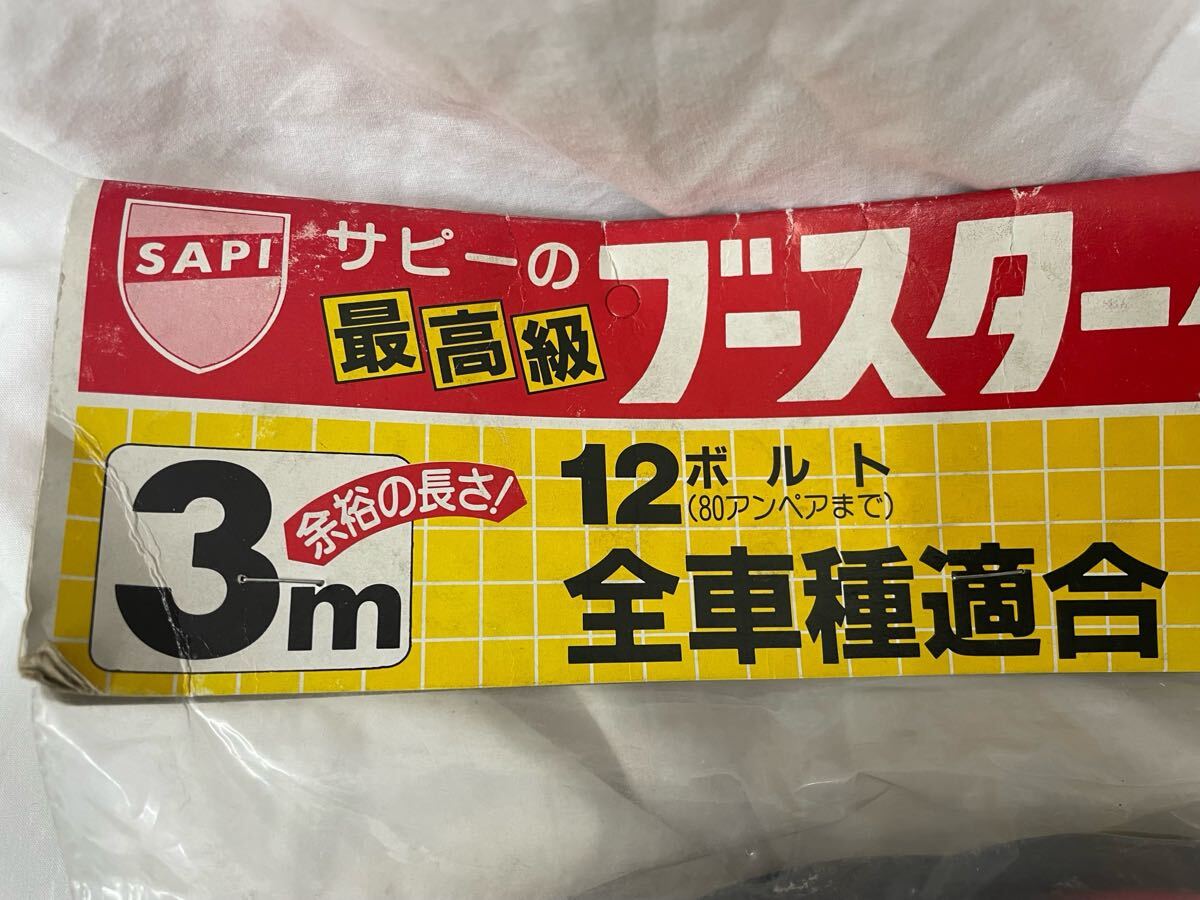 SAPI
サピーの
最高級
ブースター
3m
余裕の長さ!
12ボルト
(80アンペアまで)
全車種適合